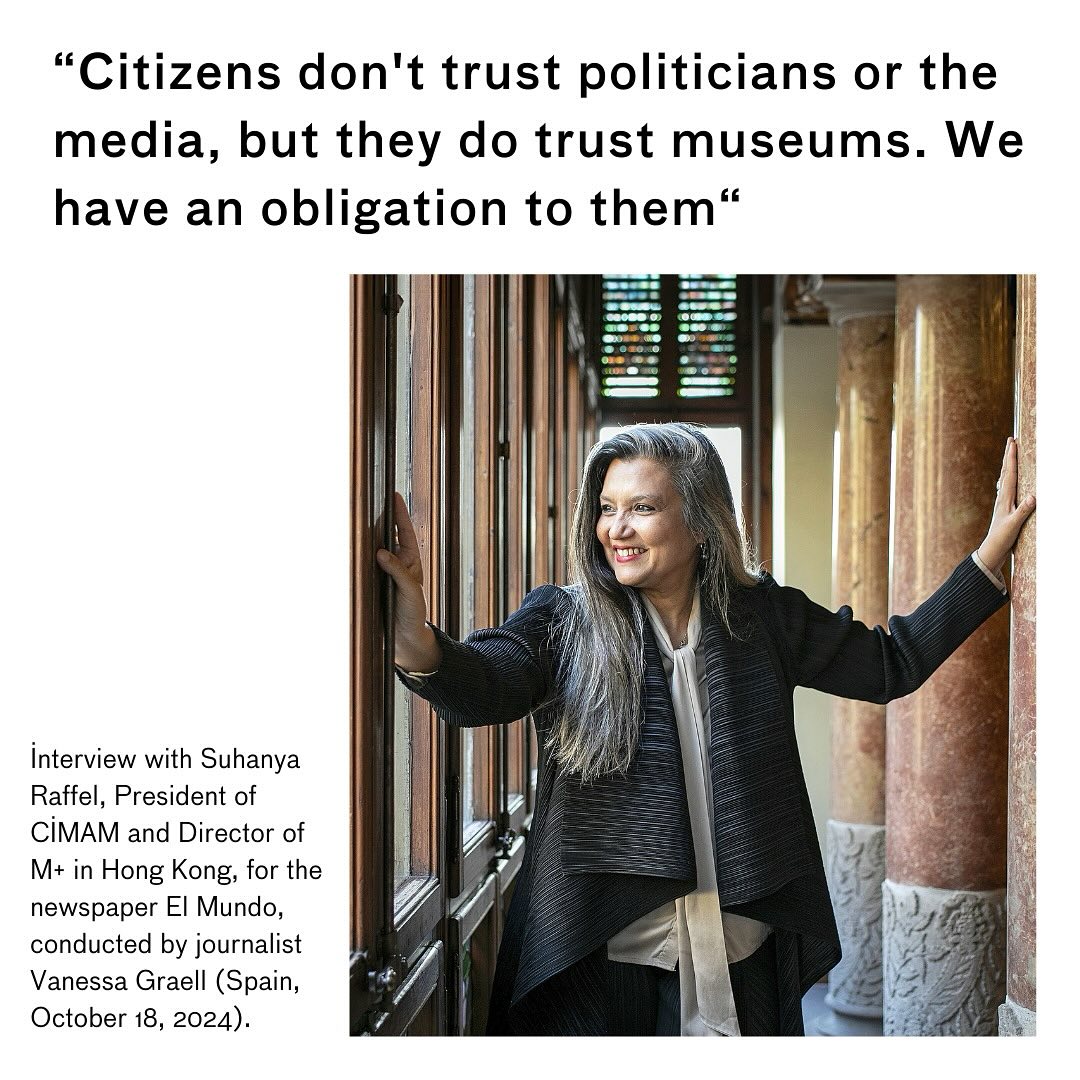 “Citizens don't trust politicians or the
media, but they do trust museums. We
have an obligation to them“
İnterview with Suhanya
Raffel, President of
CİMAM and Director of
M+ in Hong Kong, for the
newspaper El Mundo,
conducted by journalist
Vanessa Graell (Spain,
October 18, 2024).